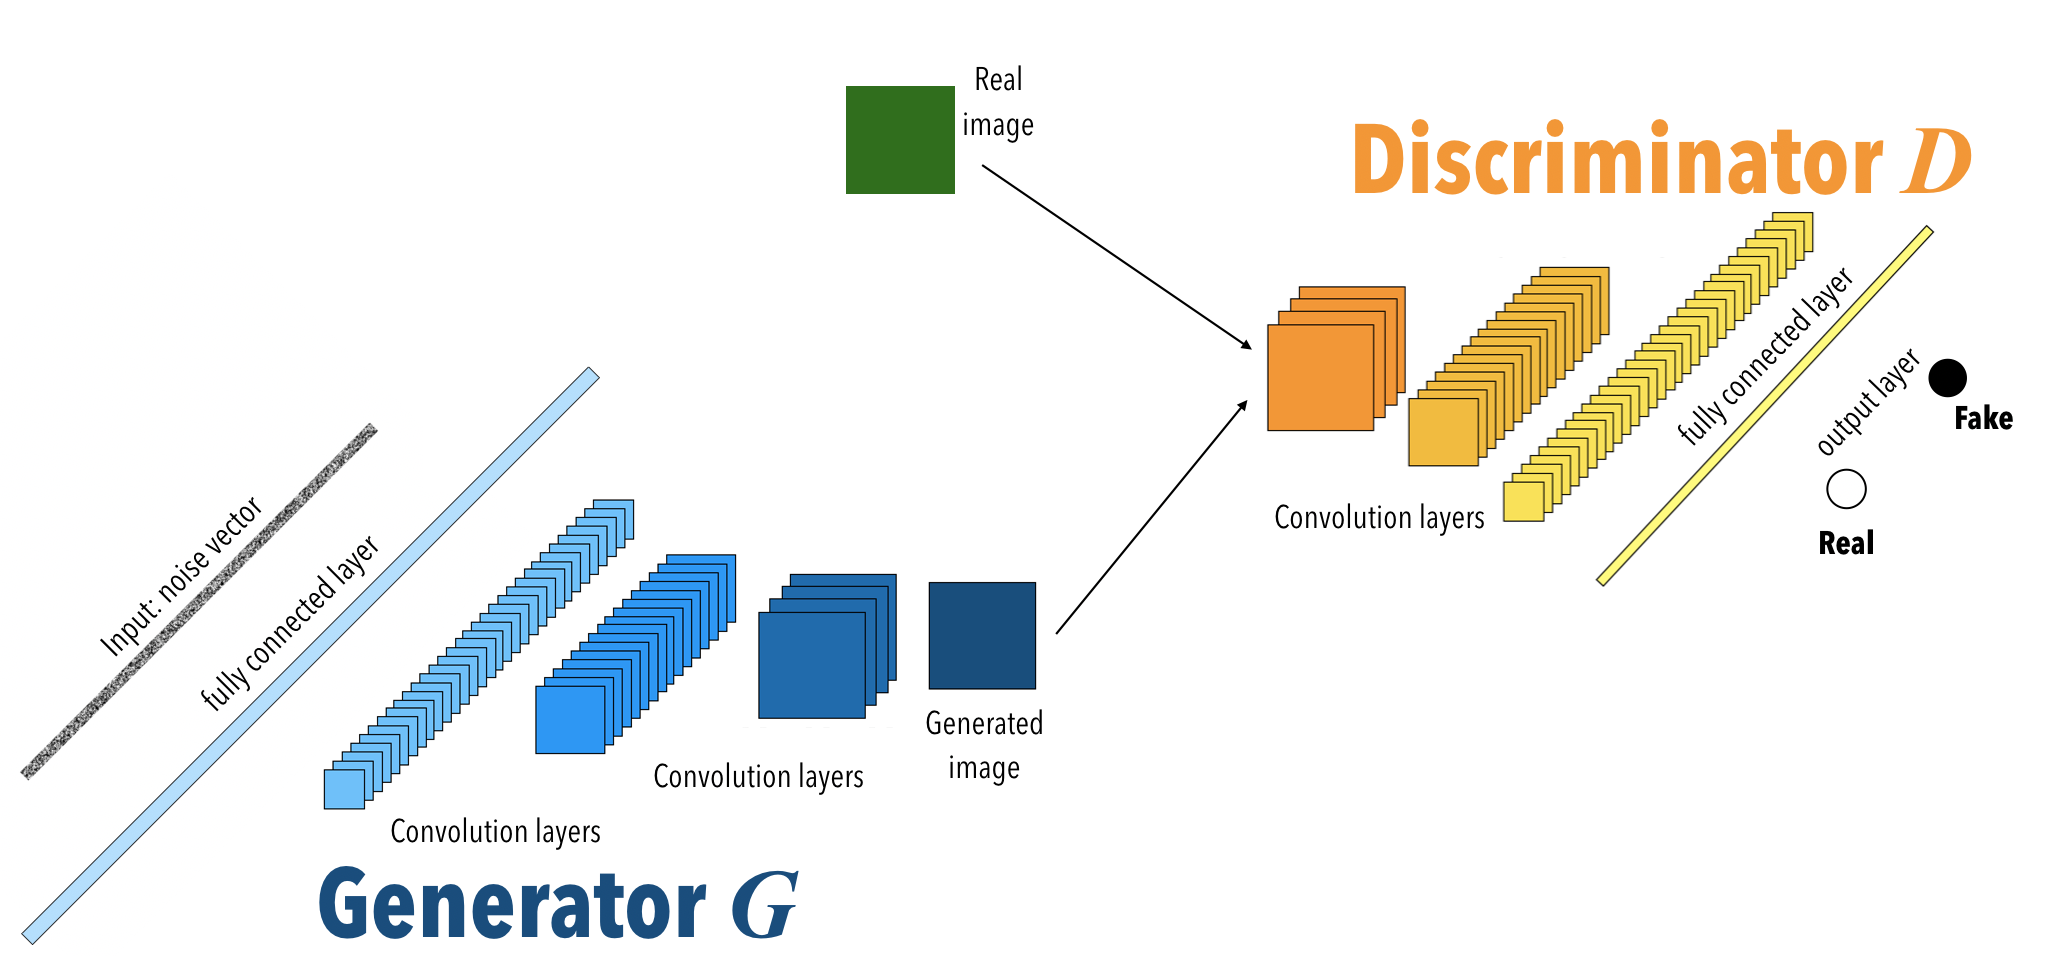 Real
image
Discriminator D
fully connected layer
output layer
Fake
Real
Convolution layers
Input: noise vector
fully connected layer
Generated
image
Convolution layers
Convolution layers
Generator G